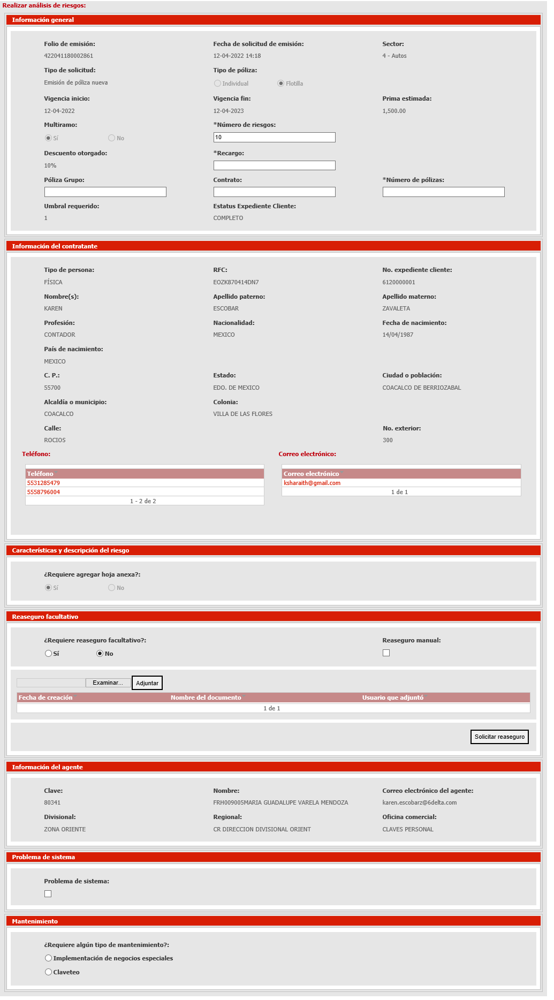 Realizar análisis de riesgos:
Información general
Folio de emisión: Fecha de solicitud de emisión: Sector:
422041180002861 12-04-2022 14:18 4 - Autos
Tipo de solicitud: Tipo de póliza:
Emisión de póliza nueva Individual Flotilla
Vigencia inicio: Vigencia fin: Prima estimada:
12-04-2022 12-04-2023 1,500.00
Multiramo: *Número de riesgos:
Sí No 10
Descuento otorgado: *Recargo:
10%
Póliza Grupo: Contrato: *Número de pólizas:
Umbral requerido: Estatus Expediente Cliente:
1 COMPLETO
Información del contratante
Tipo de persona: RFC: No. expediente cliente:
FÍSICA EOZK870414DN7 6120000001
Nombre(s): Apellido paterno: Apellido materno:
KAREN ESCOBAR ZAVALETA
Profesión: Nacionalidad: Fecha de nacimiento:
CONTADOR MEXICO 14/04/1987
País de nacimiento:
MEXICO
C. P.: Estado: Ciudad o población:
55700 EDO. DE MEXICO COACALCO DE BERRIOZABAL
Alcaldía o municipio: Colonia:
COACALCO VILLA DE LAS FLORES
Calle: No. exterior:
ROCIOS 300
Teléfono: Correo electrónico:
Teléfono Correo electrónico
5531285479 ksharaith@gmail.com
5558796004 1 de 1
1 - 2 de 2
Características y descripción del riesgo
¿Requiere agregar hoja anexa?:
Sí No
Reaseguro facultativo
¿Requiere reaseguro facultativo?: Reaseguro manual:
Sí No
Examinar... Adjuntar
Fecha de creación Nombre del documento Usuario que adjuntó
1 de 1
Solicitar reaseguro
Información del agente
Clave: Nombre: Correo electrónico del agente:
80341 FRH009005MARIA GUADALUPE VARELA MENDOZA karen.escobarz@6delta.com
Divisional: Regional: Oficina comercial:
ZONA ORIENTE CR DIRECCION DIVISIONAL ORIENT CLAVES PERSONAL
Problema de sistema
Problema de sistema:
Mantenimiento
¿Requiere algún tipo de mantenimiento?:
Implementación de negocios especiales
Claveteo